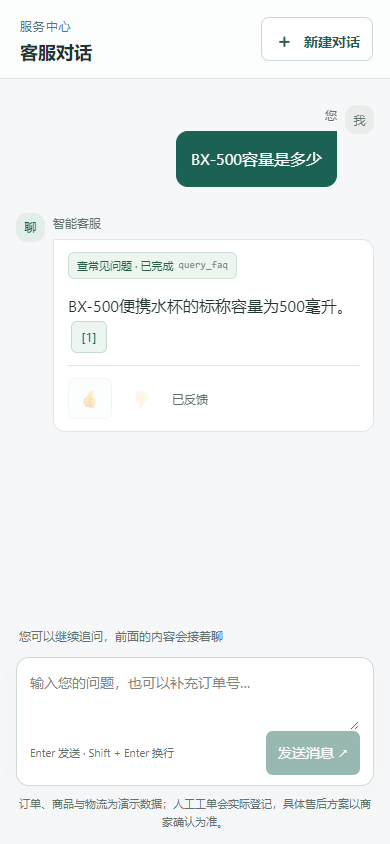 服务中心
客服对话
+ 新建对话
您
我
BX-500容量是多少
聊
智能客服
查常见问题 · 已完成 query_faq
BX-500便携水杯的标称容量为500毫升。
[1]
已反馈
您可以继续追问，前面的内容会接着聊
输入您的问题，也可以补充订单号...
Enter 发送 · Shift + Enter 换行
发送消息 ↗
订单、商品与物流为演示数据；人工工单会实际登记，具体售后方案以商
家确认为准。